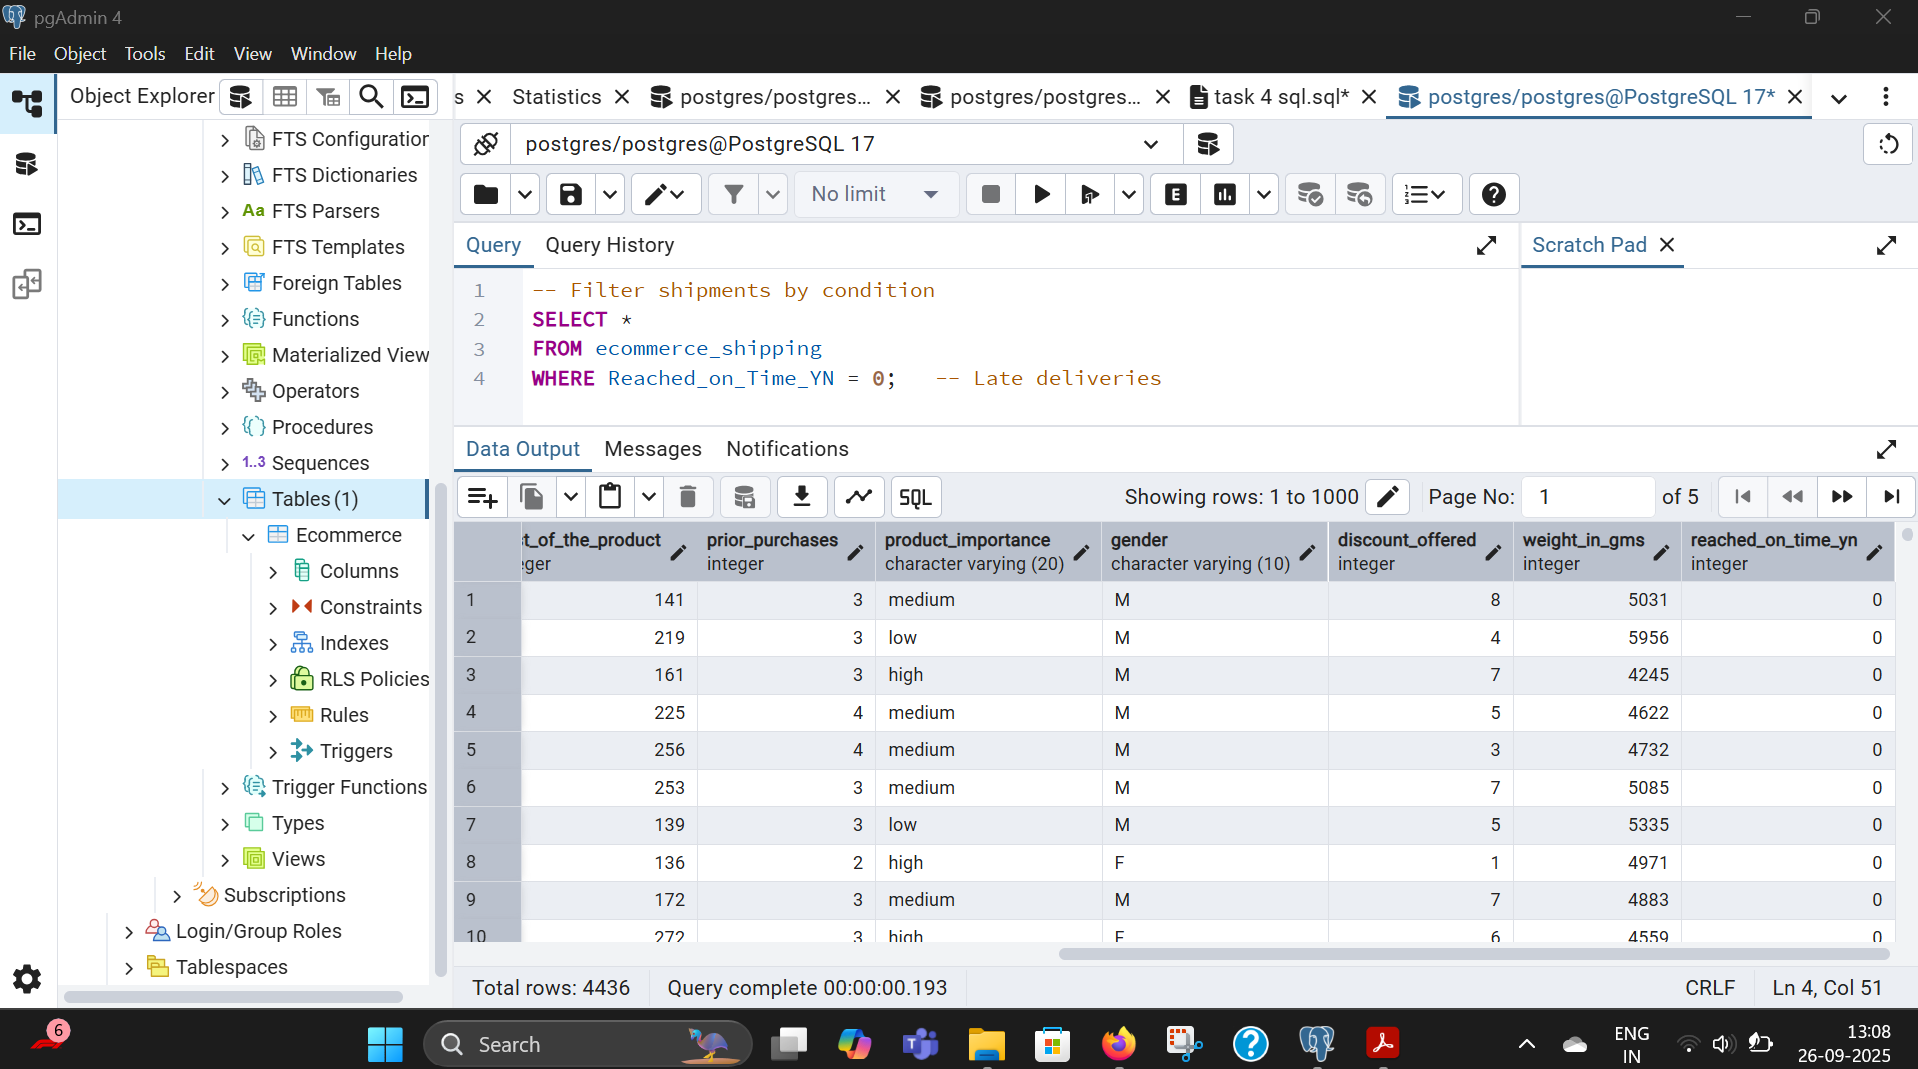 pgAdmin 4
File Object Tools Edit View Window Help
Object Explorer
s Statistics postgres/postgres... postgres/postgres... task 4 sql.sql* postgres/postgres@PostgreSQL 17*
FTS Configuration
FTS Dictionaries
Aa FTS Parsers
FTS Templates
Foreign Tables
Functions
Materialized View
Operators
Procedures
1..3 Sequences
Tables (1)
Ecommerce
Columns
Constraints
Indexes
RLS Policies
Rules
Triggers
Trigger Functions
Types
Views
Subscriptions
Login/Group Roles
Tablespaces
postgres/postgres@PostgreSQL 17
No limit E
Query Query History
Scratch Pad
1 -- Filter shipments by condition
2 SELECT *
3 FROM ecommerce_shipping
4 WHERE Reached_on_Time_YN = 0; -- Late deliveries
Data Output Messages Notifications
SQL Showing rows: 1 to 1000 Page No: 1 of 5
t_of_the_product prior_purchases product_importance gender discount_offered weight_in_gms reached_on_time_yn
eger integer character varying (20) character varying (10) integer integer integer
1 141 3 medium M 8 5031 0
2 219 3 low M 4 5956 0
3 161 3 high M 7 4245 0
4 225 4 medium M 5 4622 0
5 256 4 medium M 3 4732 0
6 253 3 medium M 7 5085 0
7 139 3 low M 5 5335 0
8 136 2 high F 1 4971 0
9 172 3 medium M 7 4883 0
10 272 3 high F 6 4559 0
Total rows: 4436 Query complete 00:00:00.193 CRLF Ln 4, Col 51
6
Search
ENG
IN
13:08
26-09-2025